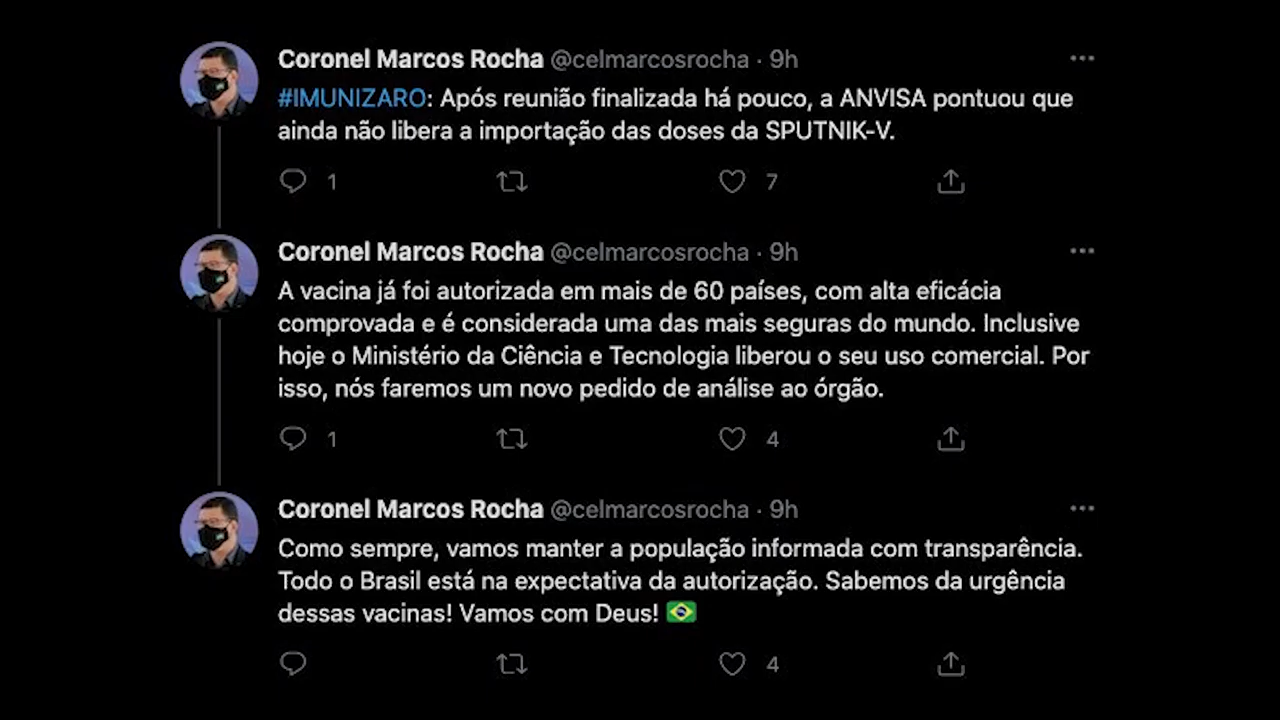 Coronel Marcos Rocha @celmarcosrocha · 9h
#IMUNIZARO: Após reunião finalizada há pouco, a ANVISA pontuou que
ainda não libera a importação das doses da SPUTNIK-V.
1 7
Coronel Marcos Rocha @celmarcosrocha · 9h
A vacina já foi autorizada em mais de 60 países, com alta eficácia
comprovada e é considerada uma das mais seguras do mundo. Inclusive
hoje o Ministério da Ciência e Tecnologia liberou o seu uso comercial. Por
isso, nós faremos um novo pedido de análise ao órgão.
1 4
Coronel Marcos Rocha @celmarcosrocha · 9h
Como sempre, vamos manter a população informada com transparência.
Todo o Brasil está na expectativa da autorização. Sabemos da urgência
dessas vacinas! Vamos com Deus! 🇧🇷
4